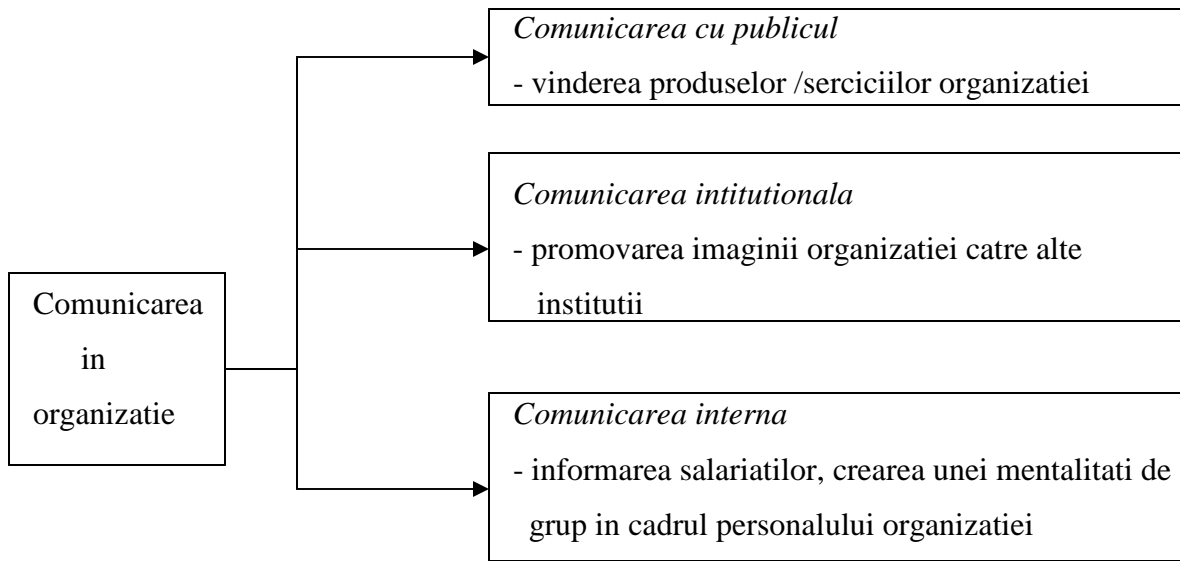 Comunicarea cu publicul
- vinderea produselor /serciciilor organizatiei
Comunicarea intitutionala
- promovarea imaginii organizatiei catre alte
institutii
Comunicarea
in
organizatie
Comunicarea interna
- informarea salariatilor, crearea unei mentalitati de
grup in cadrul personalului organizatiei